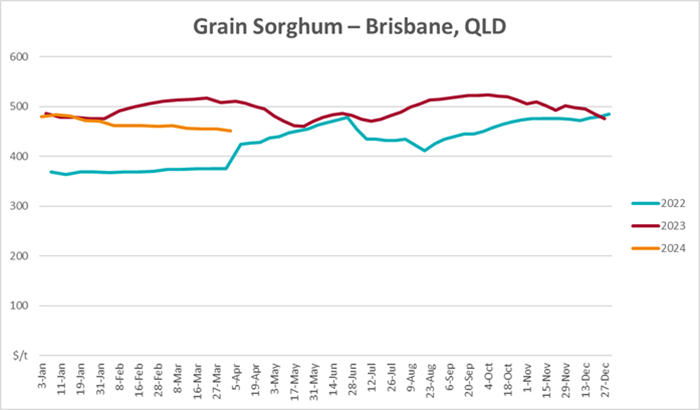 Grain Sorghum – Brisbane, QLD
600
500
400
300
200
100
$/t
2022
2023
2024
3-Jan
11-Jan
19-Jan
31-Jan
8-Feb
16-Feb
28-Feb
8-Mar
16-Mar
27-Mar
5-Apr
19-Apr
3-May
17-May
31-May
14-Jun
28-Jun
12-Jul
26-Jul
9-Aug
23-Aug
6-Sep
20-Sep
4-Oct
18-Oct
1-Nov
15-Nov
29-Nov
13-Dec
27-Dec